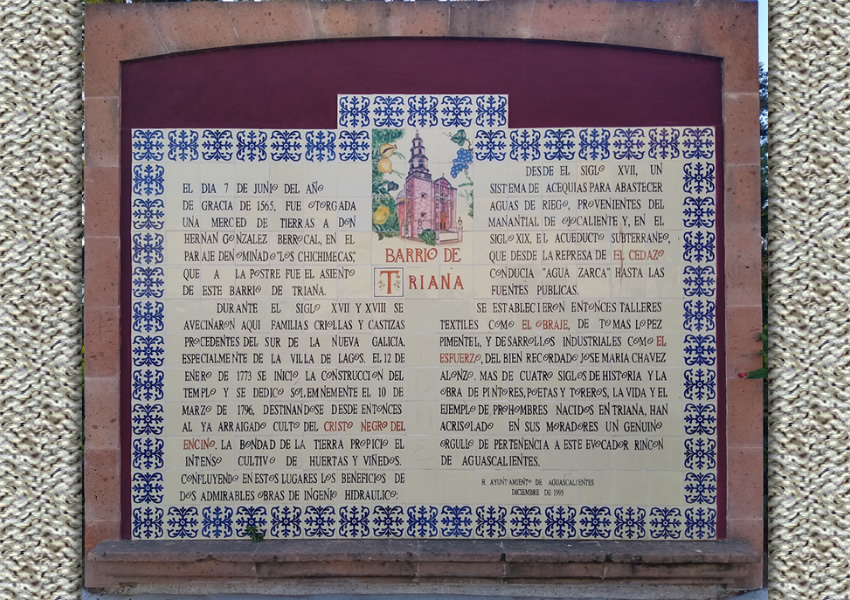 EL DIA 7 DE JUNIO DEL AÑO
DE GRACIA DE 1565, FUE OTORGADA
UNA MERCED DE TIERRAS A DON
HERNAN GONZALEZ BERROCAL, EN EL
PARAJE DENOMINADO "LOS CHICHIMECAS",
QUE A LA POSTRE FUE EL ASIENTO
DE ESTE BARRIO DE TRIANA.
DURANTE EL SIGLO XVII Y XVIII SE
AVECINARON AQUI FAMILIAS CRIOLLAS Y CASTIZAS
PROCEDENTES DEL SUR DE LA NUEVA GALICIA.
ESPECIALMENTE DE LA VILLA DE LAGOS. EL 12 DE
ENERO DE 1773 SE INICIO LA CONSTRUCCION DEL
TEMPLO Y SE DEDICO SOLEMNEMENTE EL 10 DE
MARZO DE 1796, DESTINANDOSE DESDE ENTONCES
AL YA ARRAIGADO CULTO DEL CRISTO NEGRO DEL
ENCINO. LA BONDAD DE LA TIERRA PROPICIO EL
INTENSO CULTIVO DE HUERTAS Y VIÑEDOS.
CONFLUYENDO EN ESTOS LUGARES LOS BENEFICIOS DE
DOS ADMIRABLES OBRAS DE INGENIO HIDRAULICO:
BARRIO DE
TRIANA
DESDE EL SIGLO XVII, UN
SISTEMA DE ACEQUIAS PARA ABASTECER
AGUAS DE RIEGO, PROVENIENTES DEL
MANANTIAL DE OJOCALIENTE Y, EN EL
SIGLO XIX, EL ACUEDUCTO SUBTERRANEO,
QUE DESDE LA REPRESA DE EL CEDAZO
CONDUCIA "AGUA ZARCA" HASTA LAS
FUENTES PUBLICAS.
SE ESTABLECIERON ENTONCES TALLERES
TEXTILES COMO EL OBRAJE, DE TOMAS LOPEZ
PIMENTEL, Y DESARROLLOS INDUSTRIALES COMO EL
ESFUERZO, DEL BIEN RECORDADO JOSE MARIA CHAVEZ
ALONZO. MAS DE CUATRO SIGLOS DE HISTORIA Y LA
OBRA DE PINTORES, POETAS Y TOREROS, LA VIDA Y EL
EJEMPLO DE PROHOMBRES NACIDOS EN TRIANA, HAN
ACRISOLADO EN SUS MORADORES UN GENUINO
ORGULLO DE PERTENENCIA A ESTE EVOCADOR RINCON
DE AGUASCALIENTES.
H. AYUNTAMIENTO DE AGUASCALIENTES
DICIEMBRE DE 1995